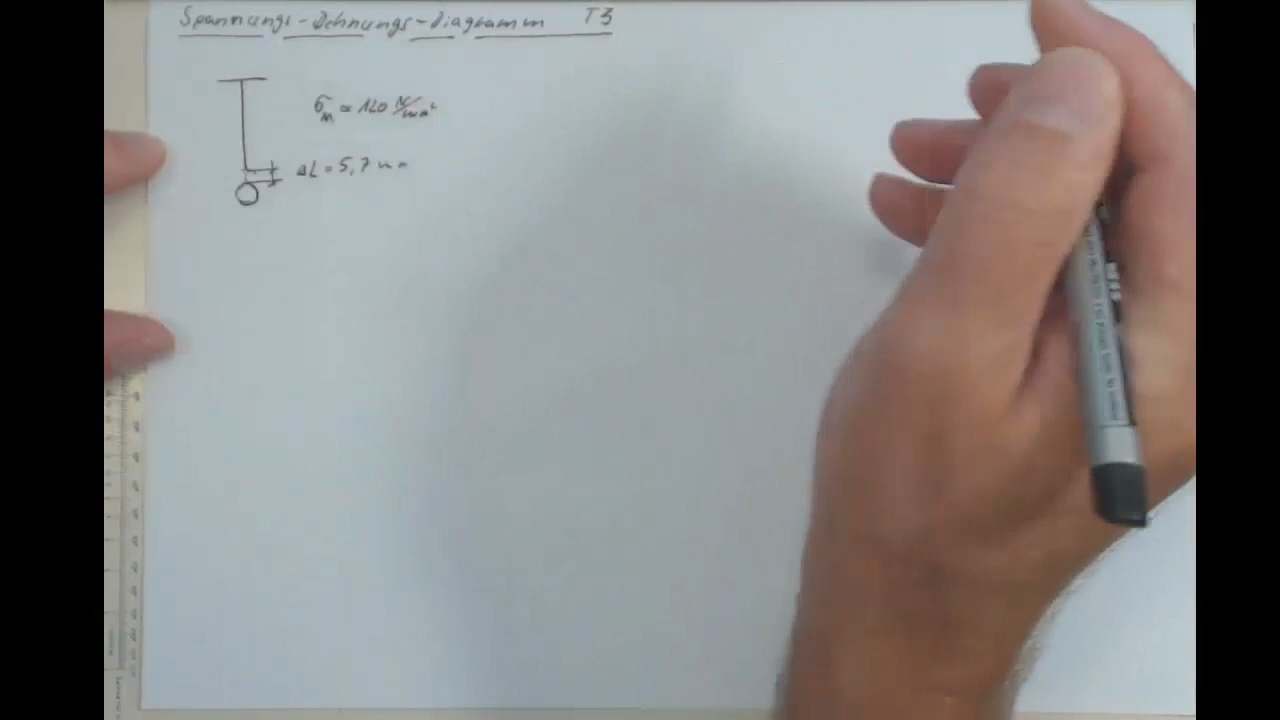 Spannungs-Dehnungs-Diagramm T3
σm = 120 N/mm²
ΔL = 5,7 mm